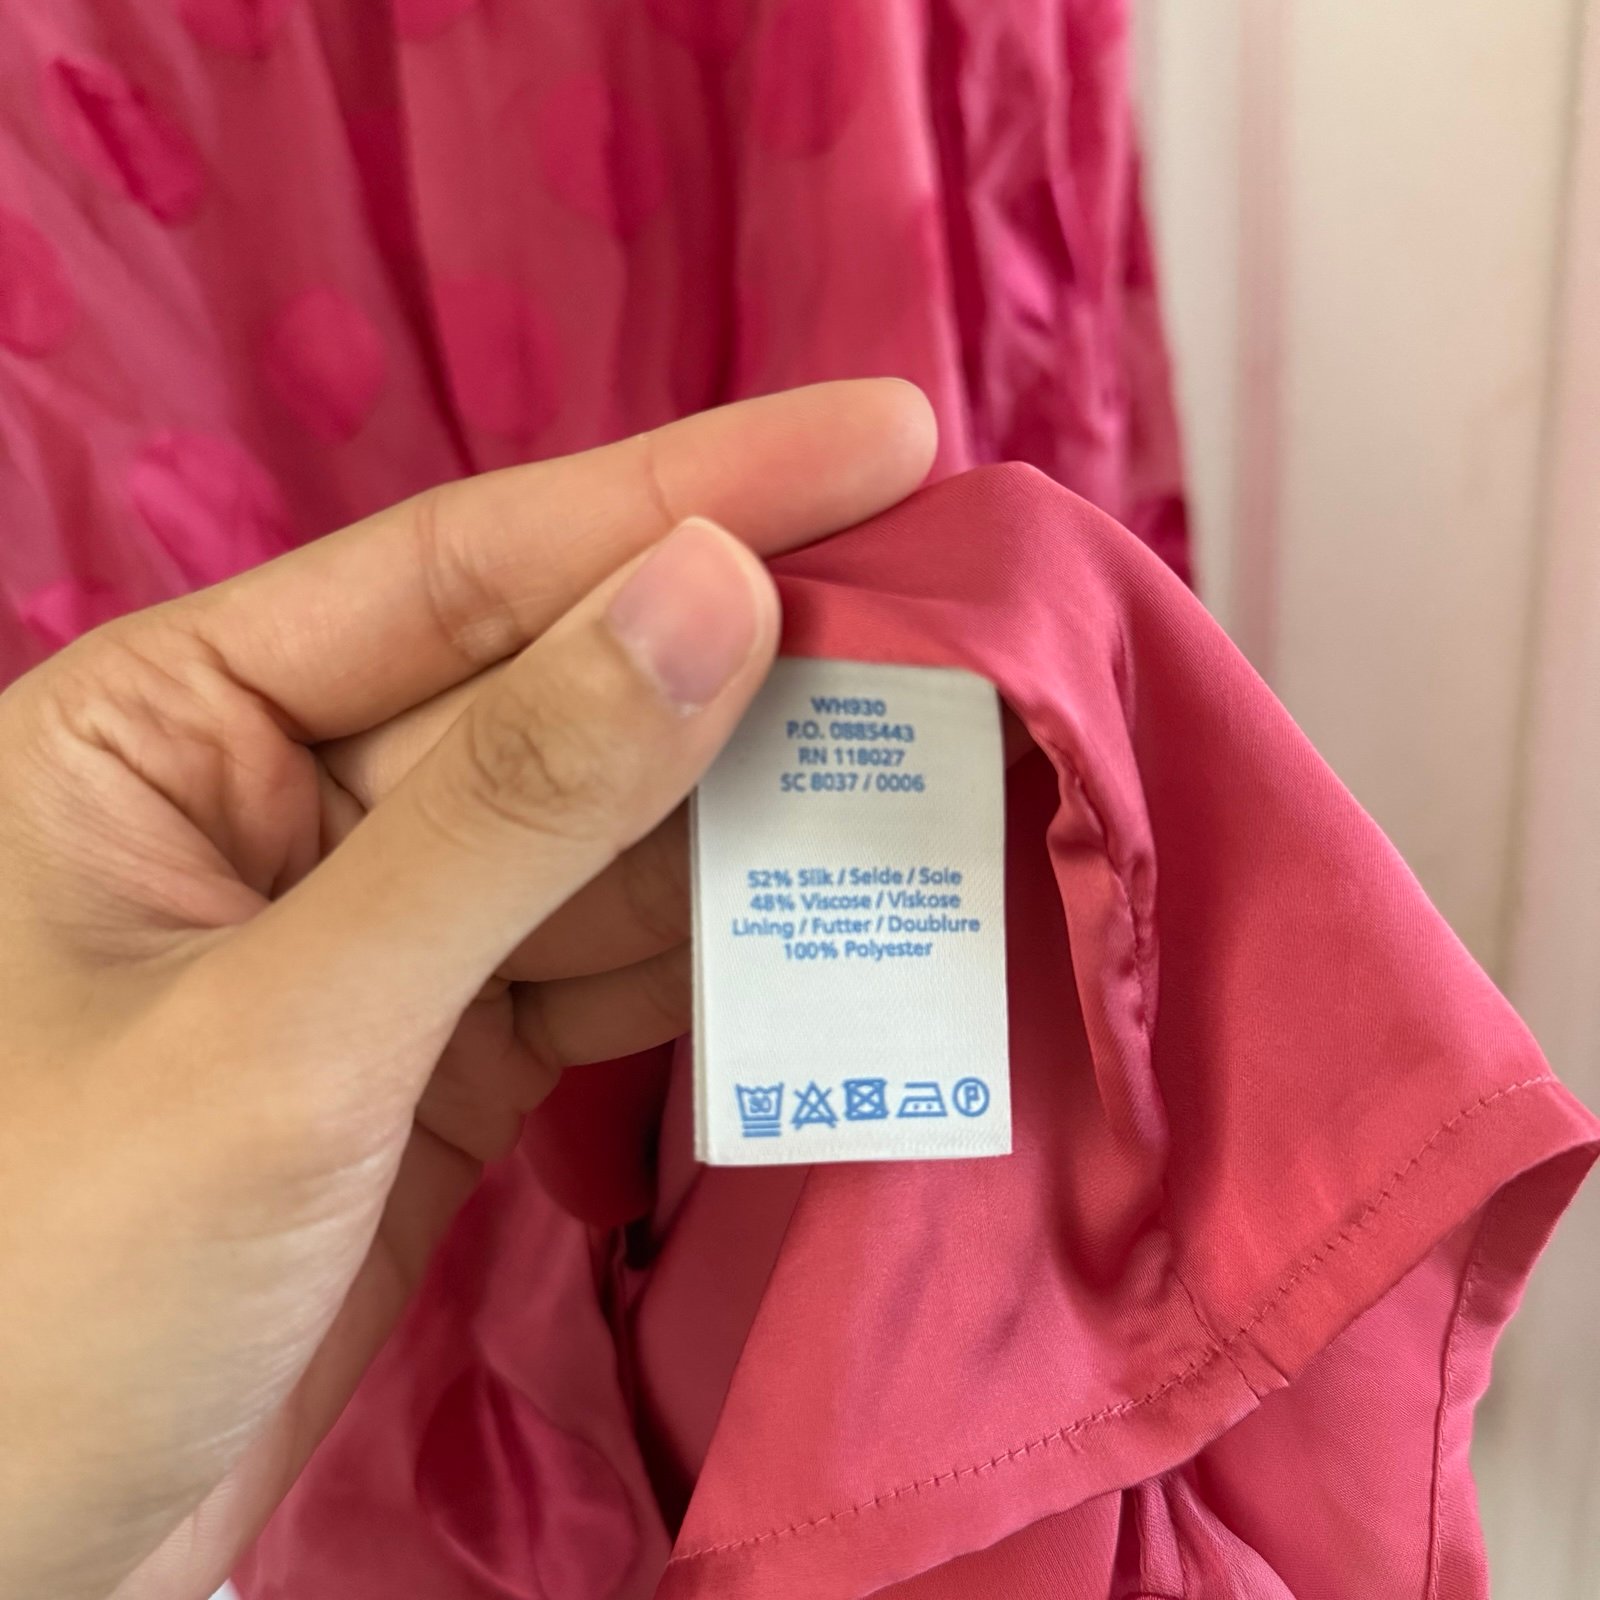 WH930
P.O. 0885443
RN 118027
SC 8037 / 0006
52% Silk / Seide / Soie
48% Viscose / Viskose
Lining / Futter / Doublure
100% Polyester
30
P